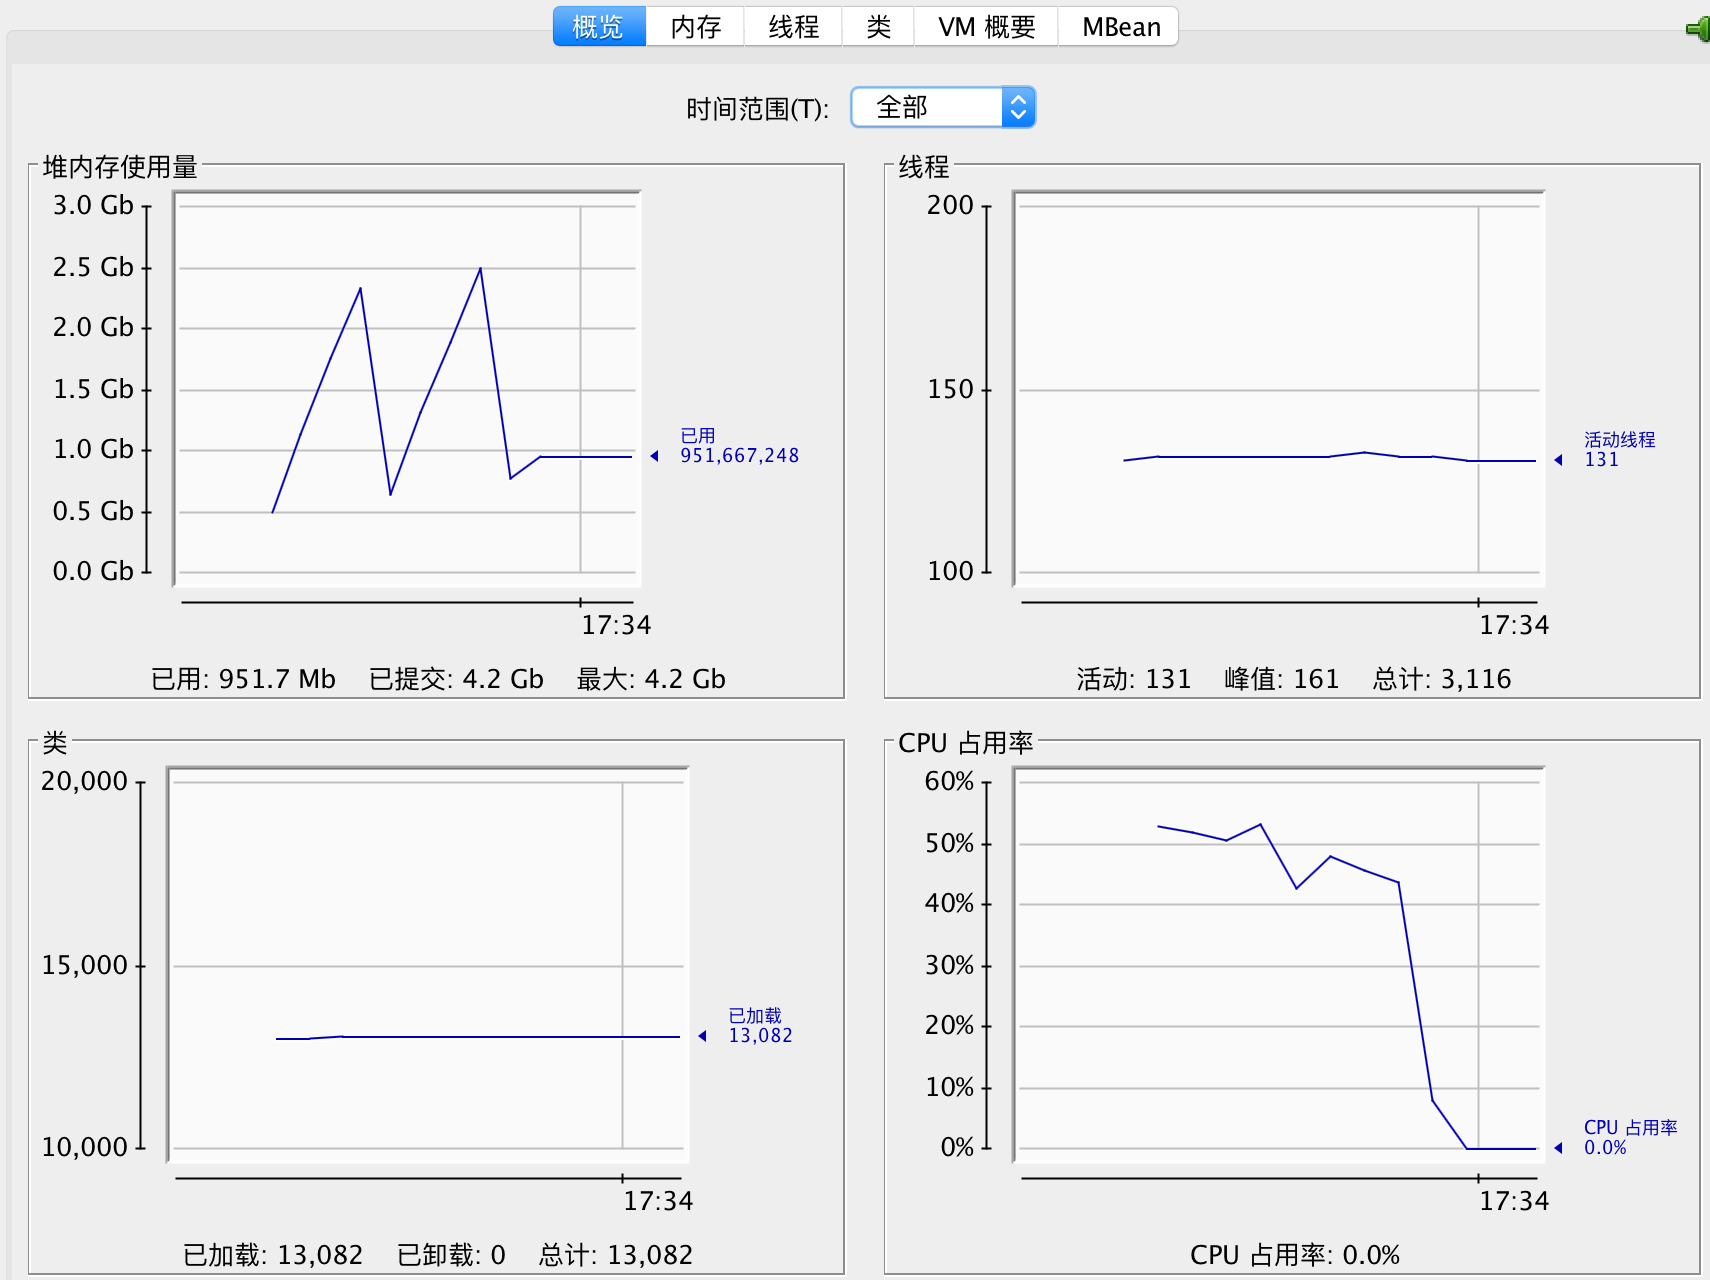 概览 内存 线程 类 VM 概要 MBean
时间范围(T): 全部
堆内存使用量
3.0 Gb
2.5 Gb
2.0 Gb
1.5 Gb
1.0 Gb
0.5 Gb
0.0 Gb
已用
951,667,248
17:34
已用: 951.7 Mb 已提交: 4.2 Gb 最大: 4.2 Gb
线程
200
150
100
活动线程
131
17:34
活动: 131 峰值: 161 总计: 3,116
类
20,000
15,000
10,000
已加载
13,082
17:34
已加载: 13,082 已卸载: 0 总计: 13,082
CPU 占用率
60%
50%
40%
30%
20%
10%
0%
CPU 占用率
0.0%
17:34
CPU 占用率: 0.0%